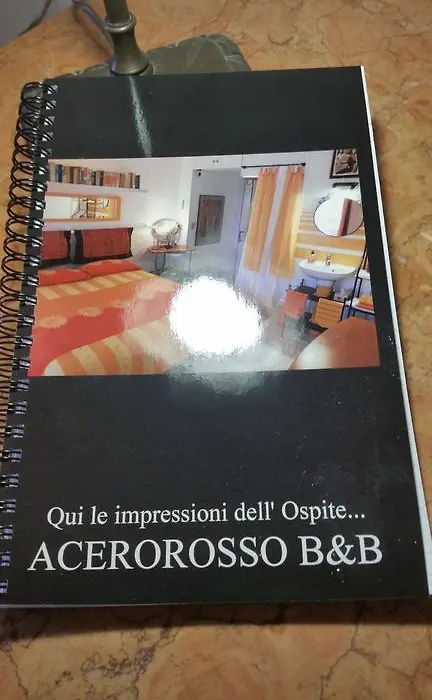 Qui le impressioni dell' Ospite...
ACEROROSSO B&B